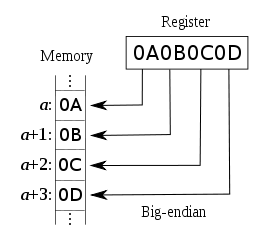 Register
0A0B0C0D
Memory
⋮
a: 0A
a+1: 0B
a+2: 0C
a+3: 0D
⋮
Big-endian